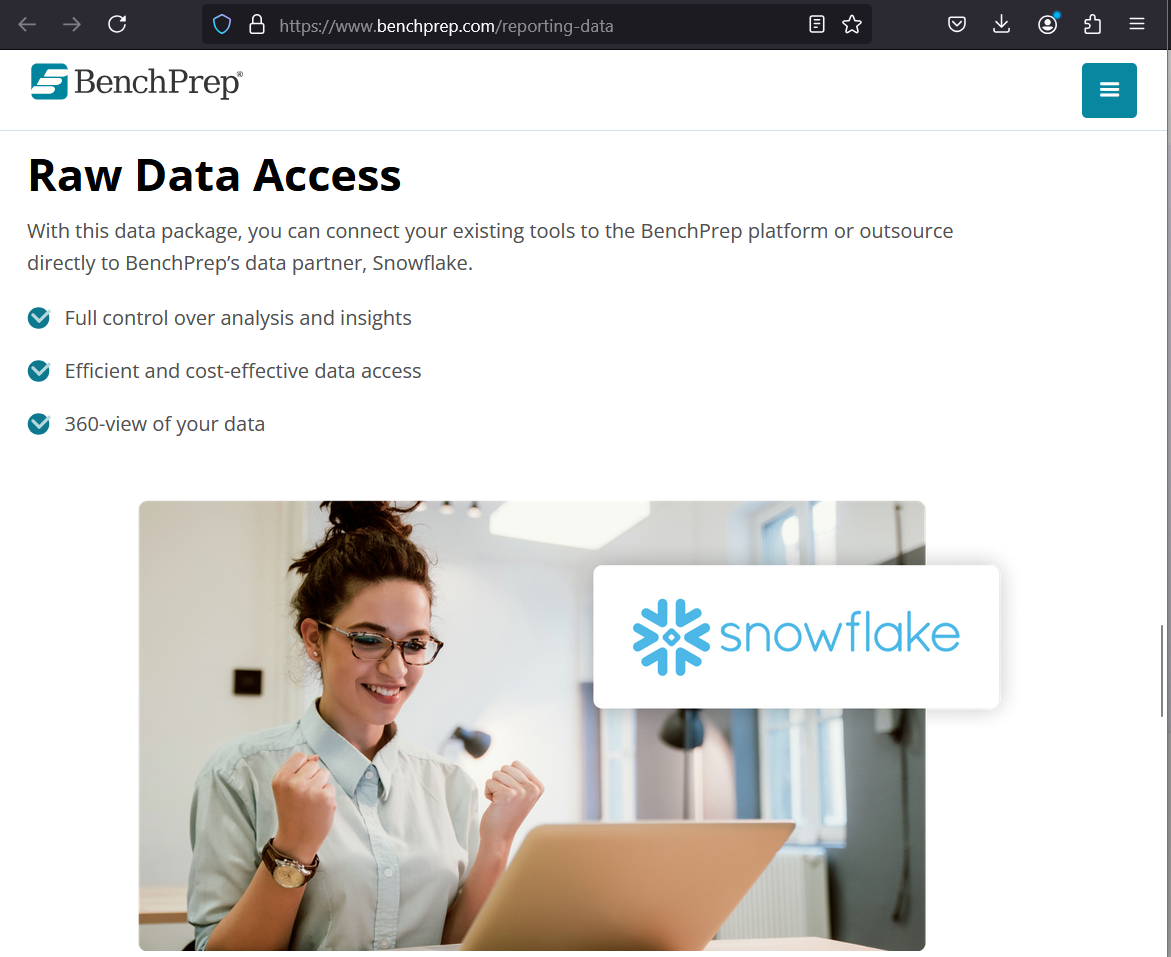 https://www.benchprep.com/reporting-data
BenchPrep®
Raw Data Access
With this data package, you can connect your existing tools to the BenchPrep platform or outsource
directly to BenchPrep’s data partner, Snowflake.
Full control over analysis and insights
Efficient and cost-effective data access
360-view of your data
snowflake